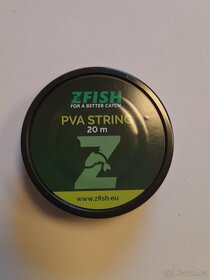 ZFISH
FOR A BETTER CATCH
PVA STRING
20 m
www.zfish.eu